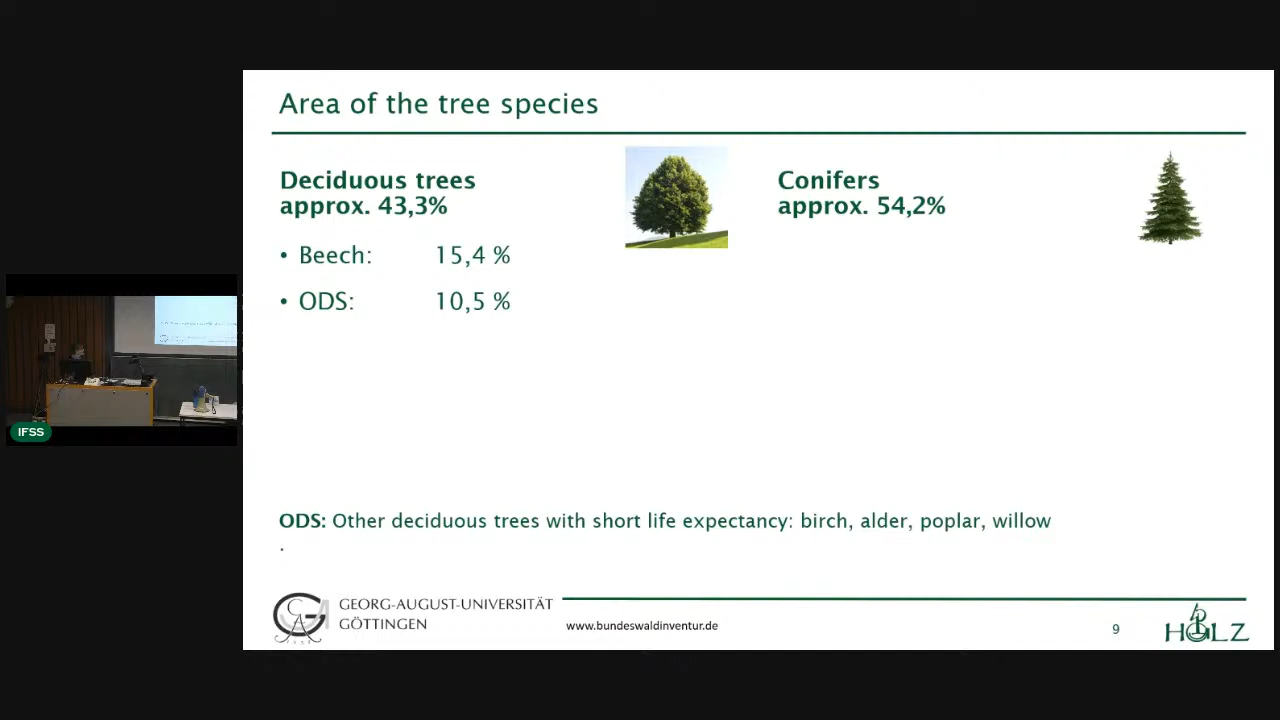 Area of the tree species
Deciduous trees
approx. 43,3%
• Beech: 15,4 %
• ODS: 10,5 %
Conifers
approx. 54,2%
ODS: Other deciduous trees with short life expectancy: birch, alder, poplar, willow
.
GEORG-AUGUST-UNIVERSITÄT
GÖTTINGEN
www.bundeswaldinventur.de
9
HOLZ
IFSS